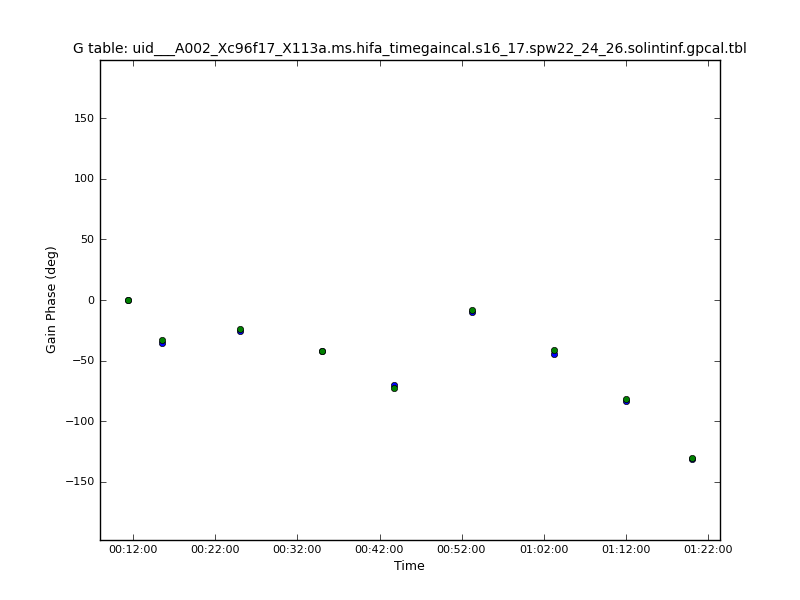 G table: uid___A002_Xc96f17_X113a.ms.hifa_timegaincal.s16_17.spw22_24_26.solintinf.gpcal.tbl
150
100
50
0
−50
−100
−150
Gain Phase (deg)
00:12:00 00:22:00 00:32:00 00:42:00 00:52:00 01:02:00 01:12:00 01:22:00
Time